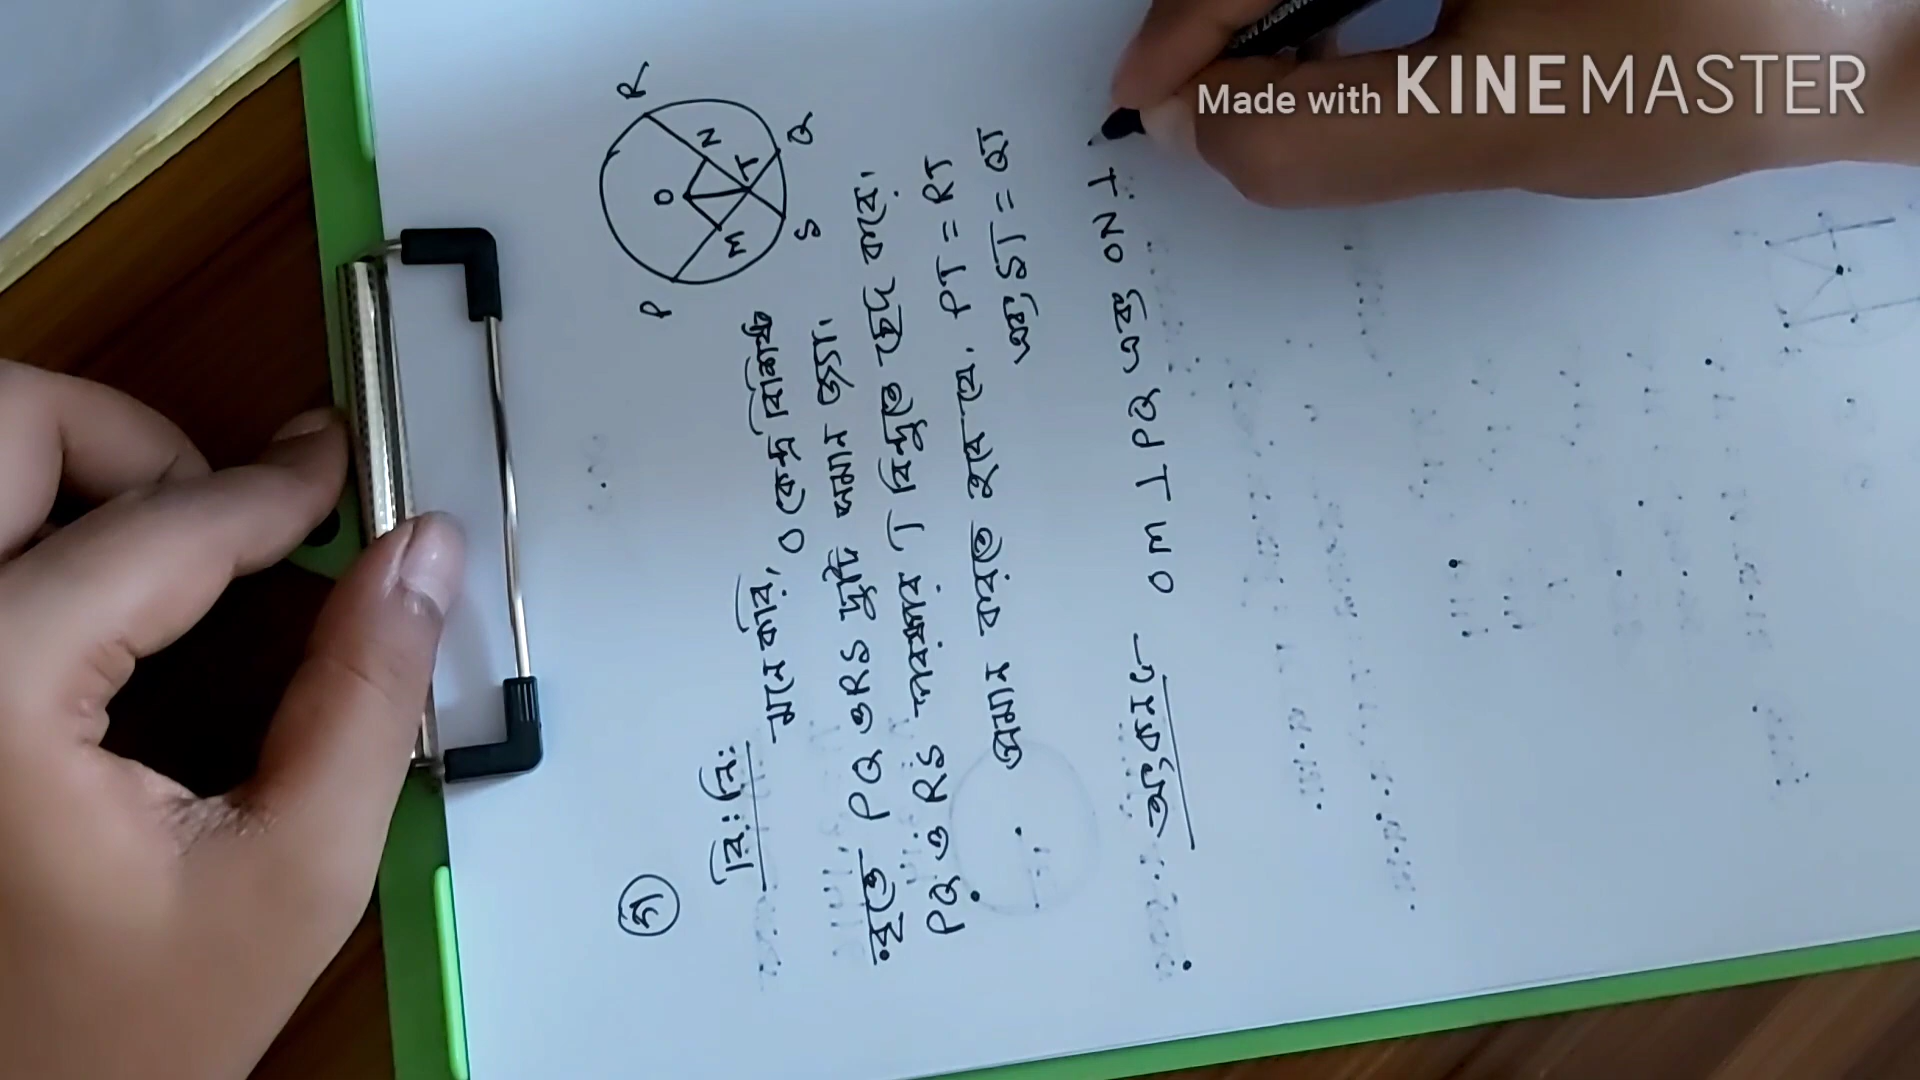 Made with KINEMASTER
গ
বি: নি:
মনে করি, O কেন্দ্র বিশিষ্ট
বৃত্তে PQ ও RS দুটি সমান জ্যা.
PQ ও RS পরস্পর T বিন্দুতে ছেদ করে.
প্রমাণ করতে হবে যে. PT = RT
এবং ST = QT
অংকন:- OM ⊥ PQ এবং ON ⊥
P
R
O
N
M
T
Q
S